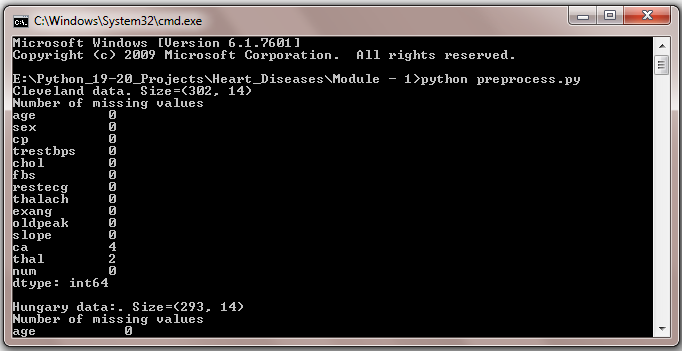 C:\Windows\System32\cmd.exe
Microsoft Windows [Version 6.1.7601]
Copyright (c) 2009 Microsoft Corporation.  All rights reserved.
E:\Python_19-20_Projects\Heart_Diseases\Module - 1>python preprocess.py
Cleveland data. Size=(302, 14)
Number of missing values
age         0
sex         0
cp          0
trestbps    0
chol        0
fbs         0
restecg     0
thalach     0
exang       0
oldpeak     0
slope       0
ca          4
thal        2
num         0
dtype: int64
Hungary data:. Size=(293, 14)
Number of missing values
age           0